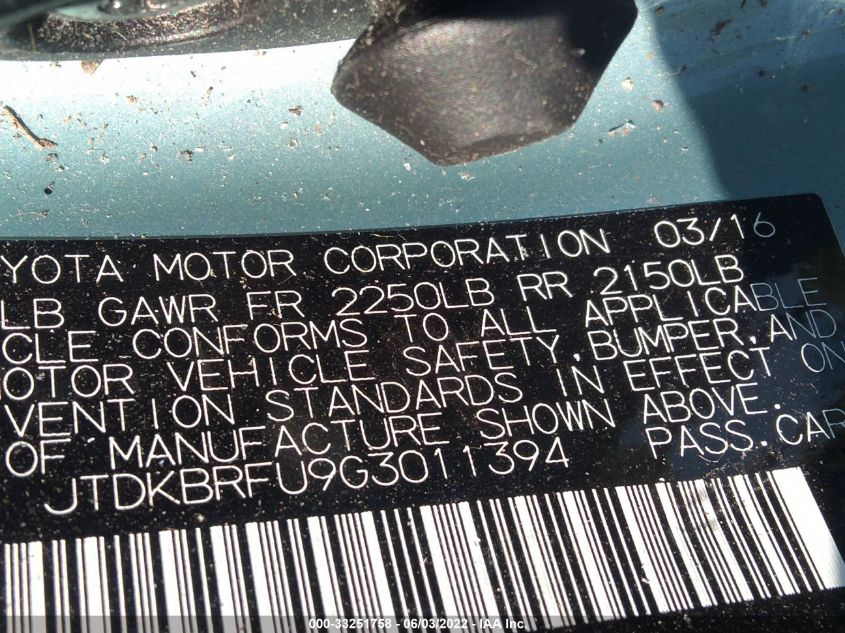 YOTA MOTOR CORPORATION 03/16
LB GAWR FR 2250LB RR 2150LB
CLE CONFORMS TO ALL APPLICABLE
MOTOR VEHICLE SAFETY, BUMPER, AND
VENTION STANDARDS IN EFFECT ON
OF MANUFACTURE SHOWN ABOVE.
JTDKBRFU9G3011394 PASS. CAR
000-33251758 - 06/03/2022 - IAA Inc.